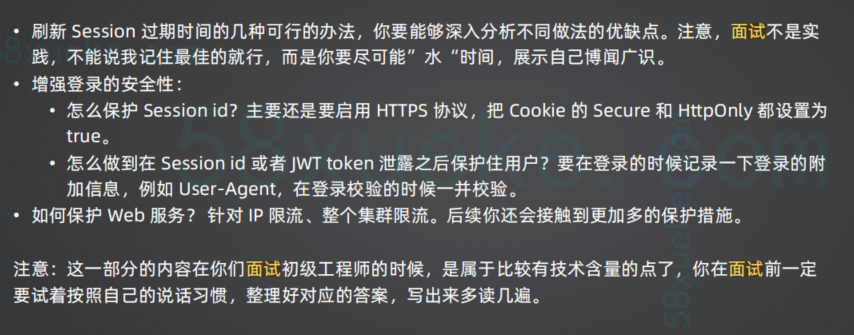 • 刷新 Session 过期时间的几种可行的办法，你要能够深入分析不同做法的优缺点。注意，面试不是实
践，不能说我记住最佳的就行，而是你要尽可能”水“时间，展示自己博闻广识。
• 增强登录的安全性：
• 怎么保护 Session id？主要还是要启用 HTTPS 协议，把 Cookie 的 Secure 和 HttpOnly 都设置为
true。
• 怎么做到在 Session id 或者 JWT token 泄露之后保护住用户？要在登录的时候记录一下登录的附
加信息，例如 User-Agent，在登录校验的时候一并校验。
• 如何保护 Web 服务？ 针对 IP 限流、整个集群限流。后续你还会接触到更加多的保护措施。
注意：这一部分的内容在你们面试初级工程师的时候，是属于比较有技术含量的点了，你在面试前一定
要试着按照自己的说话习惯，整理好对应的答案，写出来多读几遍。